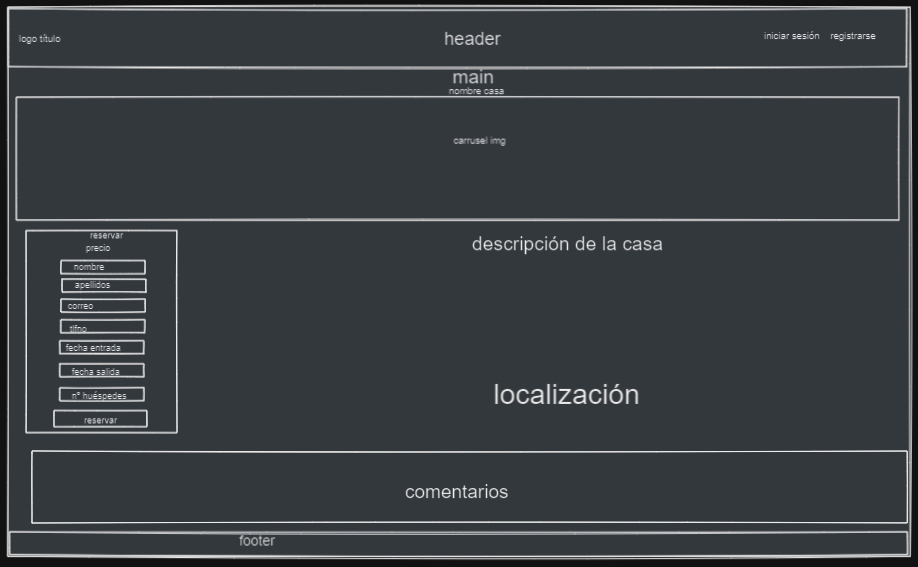 logo título
header
iniciar sesión
registrarse
main
nombre casa
carrusel img
reservar
precio
nombre
apellidos
correo
tlfno
fecha entrada
fecha salida
nº huéspedes
reservar
descripción de la casa
localización
comentarios
footer